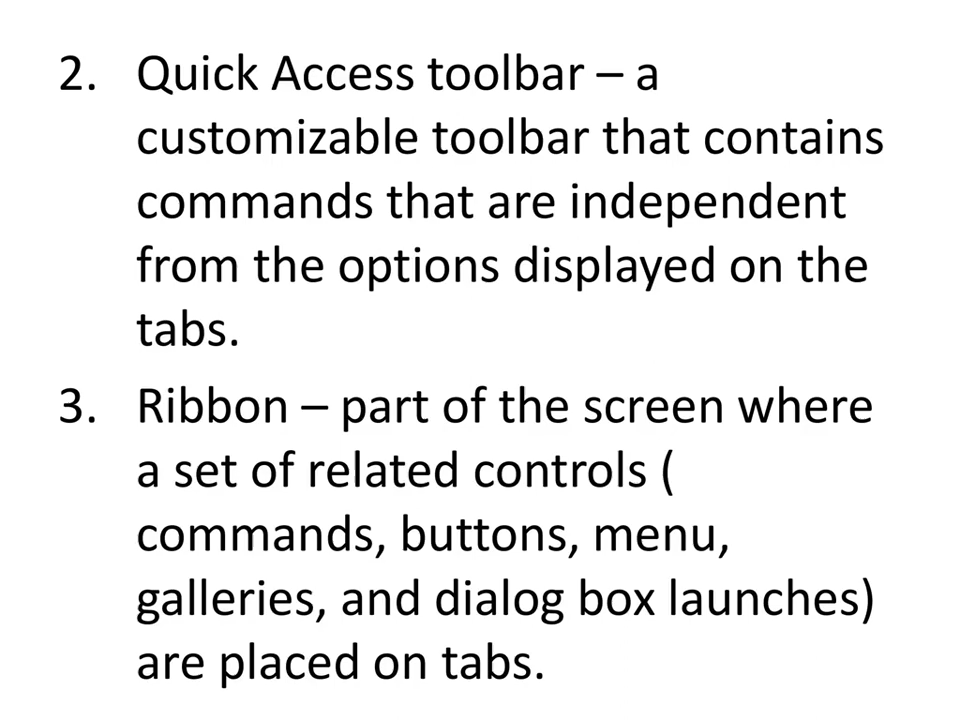 2. Quick Access toolbar – a
customizable toolbar that contains
commands that are independent
from the options displayed on the
tabs.
3. Ribbon – part of the screen where
a set of related controls (
commands, buttons, menu,
galleries, and dialog box launches)
are placed on tabs.